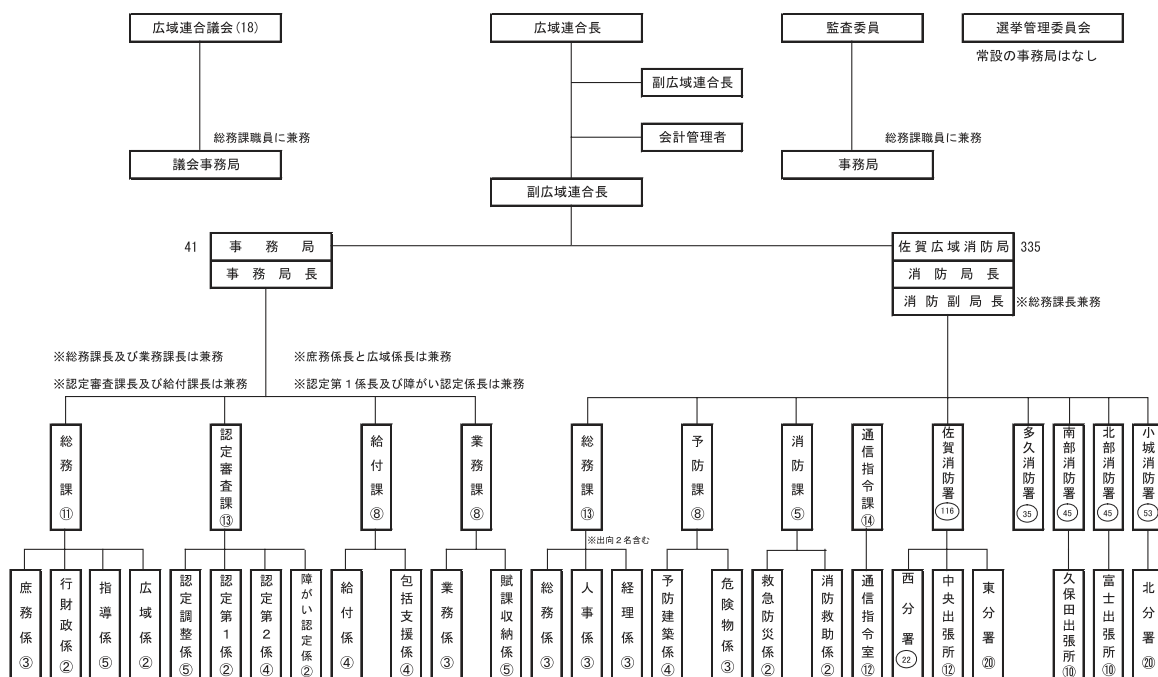 広域連合議会(18)
広域連合長
監査委員
選挙管理委員会
常設の事務局はなし
副広域連合長
会計管理者
総務課職員に兼務
総務課職員に兼務
議会事務局
事務局
副広域連合長
41
事務局
事務局長
佐賀広域消防局
335
消防局長
消防副局長
※総務課長兼務
※総務課長及び業務課長は兼務
※庶務係長と広域係長は兼務
※認定審査課長及び給付課長は兼務
※認定第1係長及び障がい認定係長は兼務
総務課⑪
認定審査課⑬
給付課⑧
業務課⑧
総務課⑬
予防課⑧
消防課⑤
通信指令課⑭
佐賀消防署116
多久消防署35
南部消防署45
北部消防署45
小城消防署53
※出向2名含む
庶務係③
行財政係②
指導係⑤
広域係②
認定調整係⑤
認定第1係②
認定第2係④
障がい認定係②
給付係④
包括支援係④
業務係③
賦課収納係⑤
総務係③
人事係③
経理係③
予防建築係④
危険物係③
救急防災係②
消防救助係②
通信指令室⑫
西分署22
中央出張所⑫
東分署⑳
久保田出張所⑩
富士出張所⑩
北分署⑳